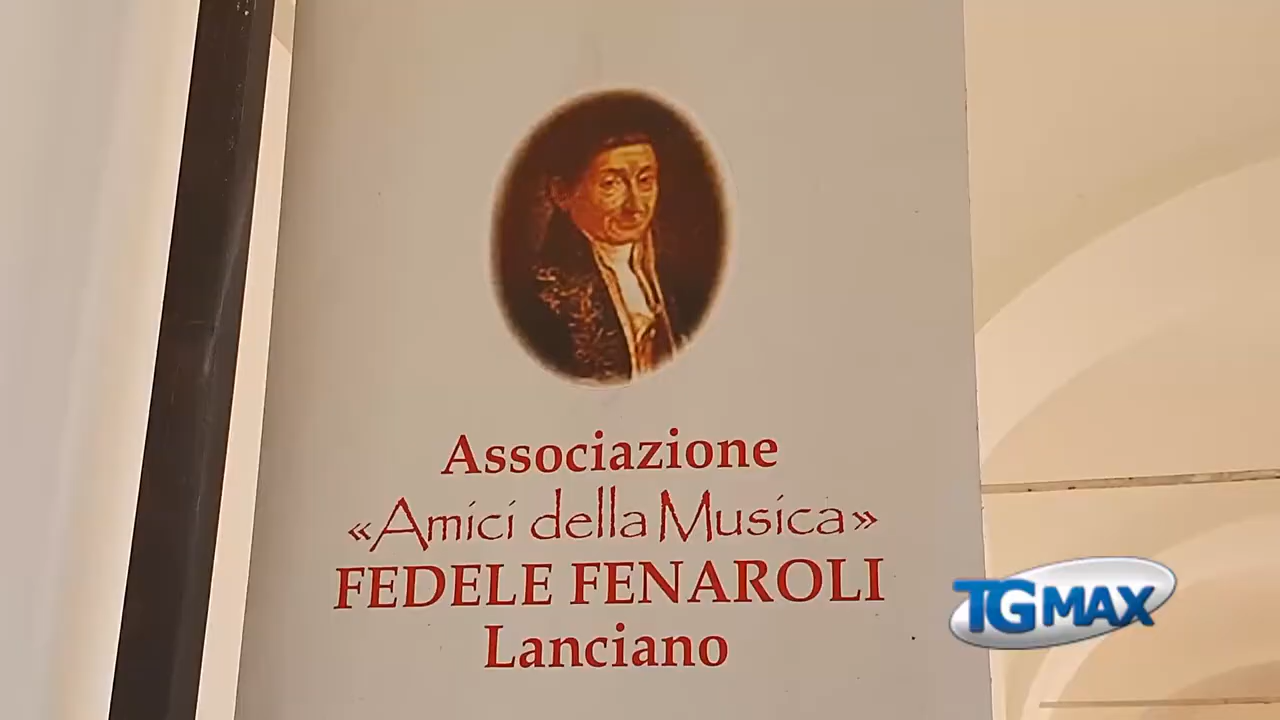 Associazione
«Amici della Musica»
FEDELE FENAROLI
Lanciano
TGMAX